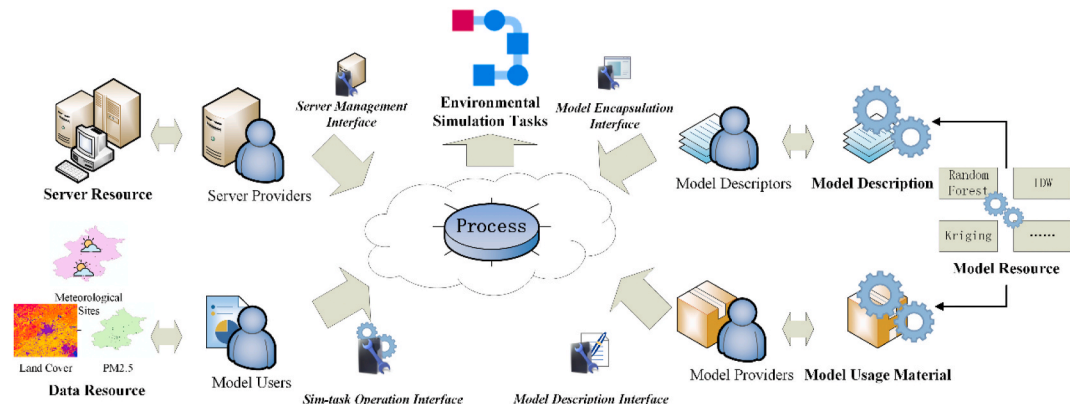 Server Resource
Server Providers
Server Management
Interface
Environmental
Simulation Tasks
Model Encapsulation
Interface
Model Descriptors
Model Description
Random
Forest
IDW
Kriging
······
Model Resource
Process
Meteorological
Sites
Land Cover
PM2.5
Data Resource
Model Users
Sim-task Operation Interface
Model Description Interface
Model Providers
Model Usage Material